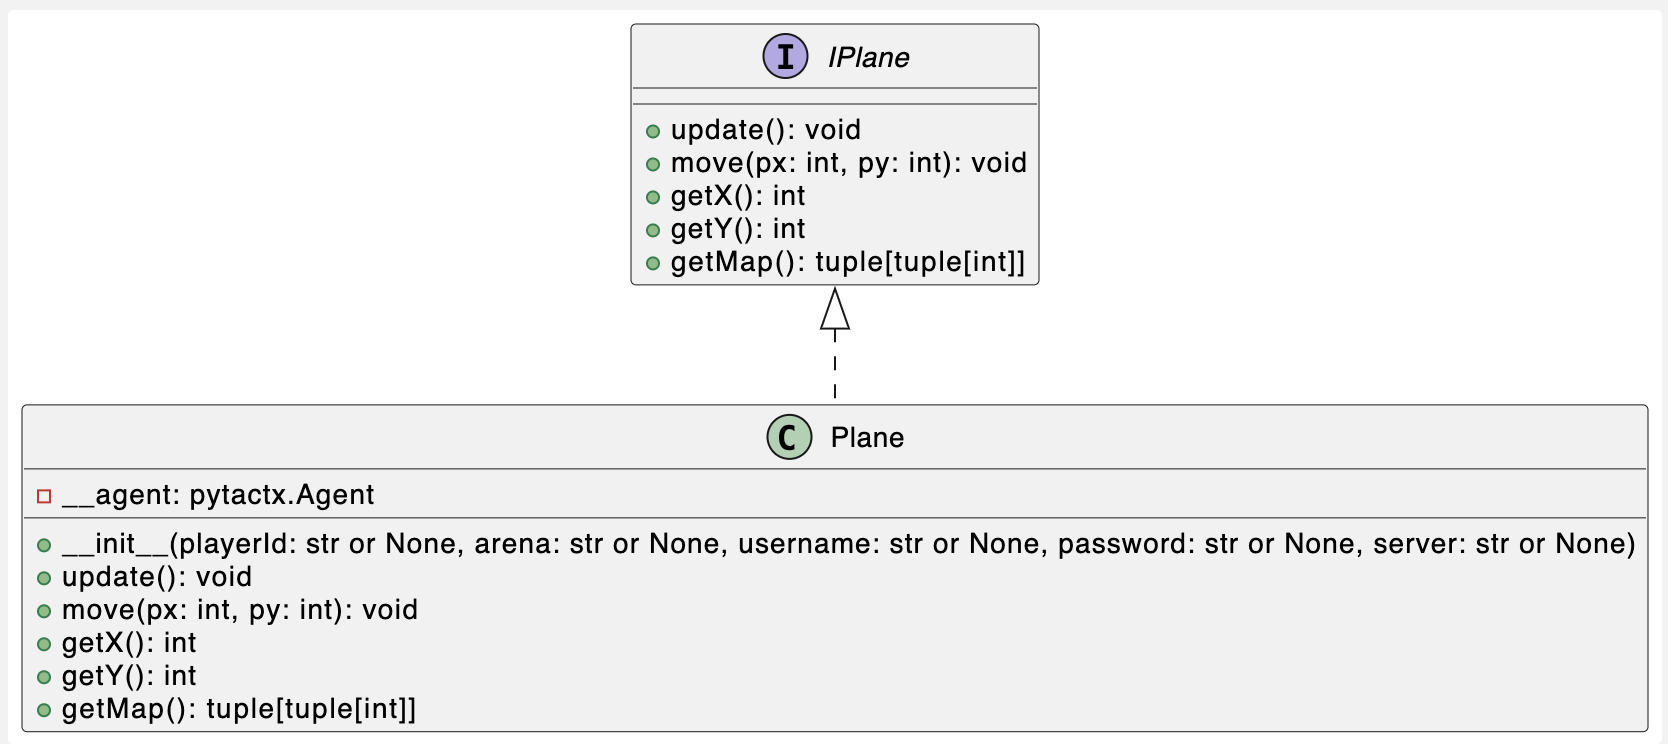 I IPlane
update(): void
move(px: int, py: int): void
getX(): int
getY(): int
getMap(): tuple[tuple[int]]
C Plane
__agent: pytactx.Agent
__init__(playerId: str or None, arena: str or None, username: str or None, password: str or None, server: str or None)
update(): void
move(px: int, py: int): void
getX(): int
getY(): int
getMap(): tuple[tuple[int]]